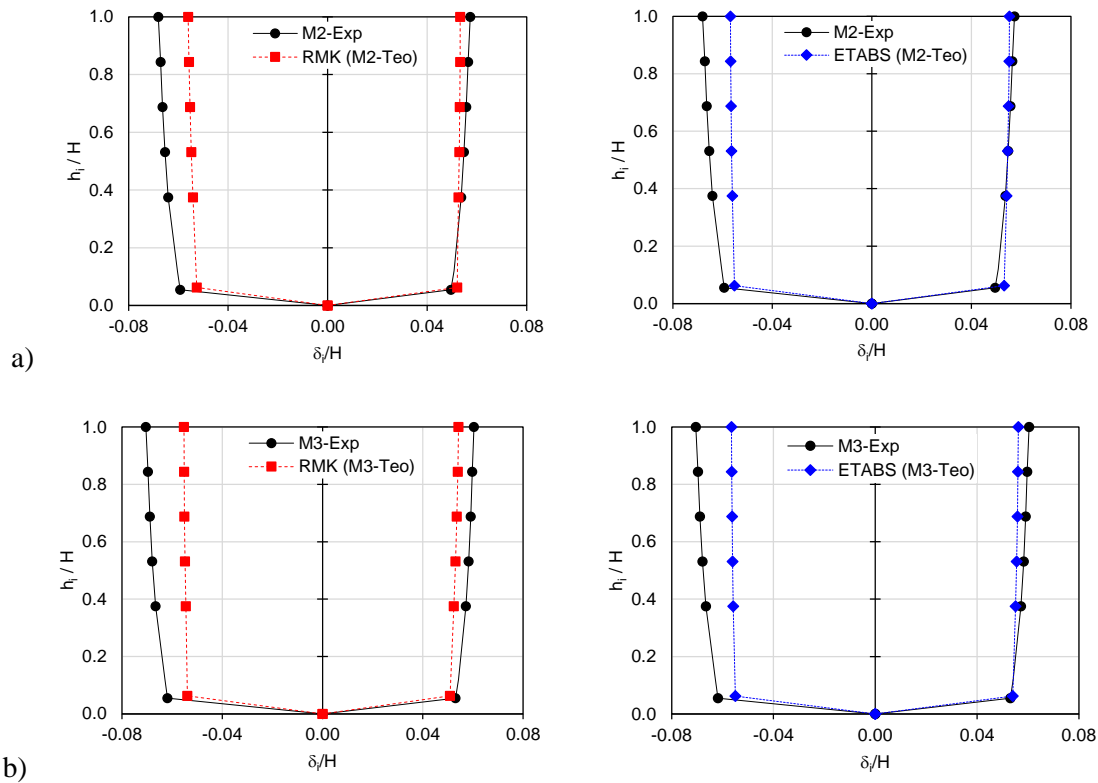 1.0
0.8
0.6
0.4
0.2
0.0
hᵢ / H
M2-Exp
RMK (M2-Teo)
-0.08 -0.04 0.00 0.04 0.08
δᵢ/H
1.0
0.8
0.6
0.4
0.2
0.0
hᵢ / H
M2-Exp
ETABS (M2-Teo)
-0.08 -0.04 0.00 0.04 0.08
δᵢ/H
a)
1.0
0.8
0.6
0.4
0.2
0.0
hᵢ / H
M3-Exp
RMK (M3-Teo)
-0.08 -0.04 0.00 0.04 0.08
δᵢ/H
1.0
0.8
0.6
0.4
0.2
0.0
hᵢ / H
M3-Exp
ETABS (M3-Teo)
-0.08 -0.04 0.00 0.04 0.08
δᵢ/H
b)